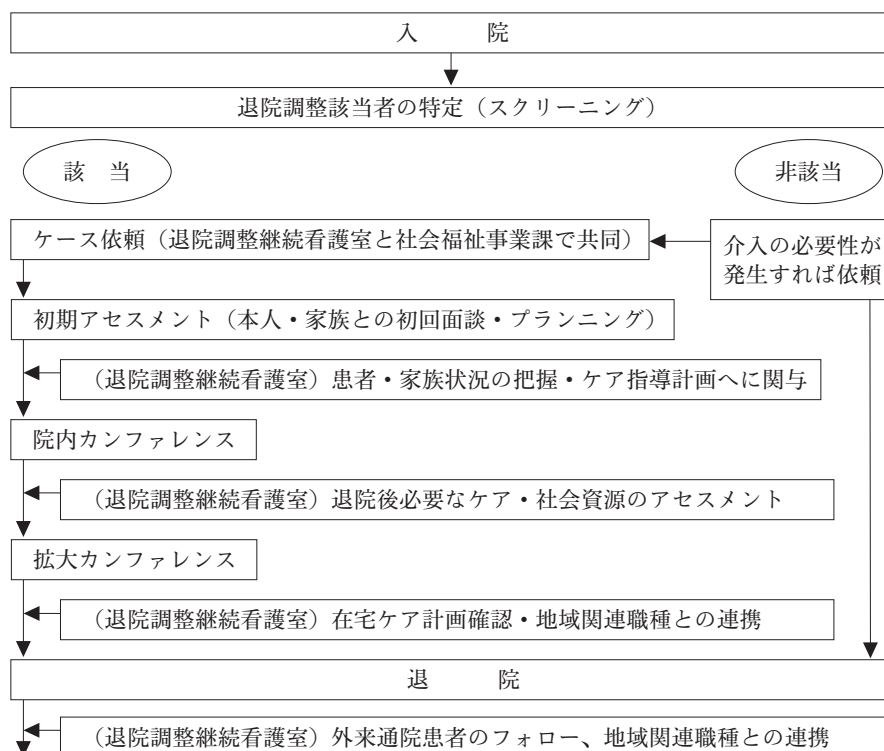 入　　院
退院調整該当者の特定（スクリーニング）
該　当
非該当
ケース依頼（退院調整継続看護室と社会福祉事業課で共同）
介入の必要性が
発生すれば依頼
初期アセスメント（本人・家族との初回面談・プランニング）
（退院調整継続看護室）患者・家族状況の把握・ケア指導計画へに関与
院内カンファレンス
（退院調整継続看護室）退院後必要なケア・社会資源のアセスメント
拡大カンファレンス
（退院調整継続看護室）在宅ケア計画確認・地域関連職種との連携
退　　院
（退院調整継続看護室）外来通院患者のフォロー、地域関連職種との連携